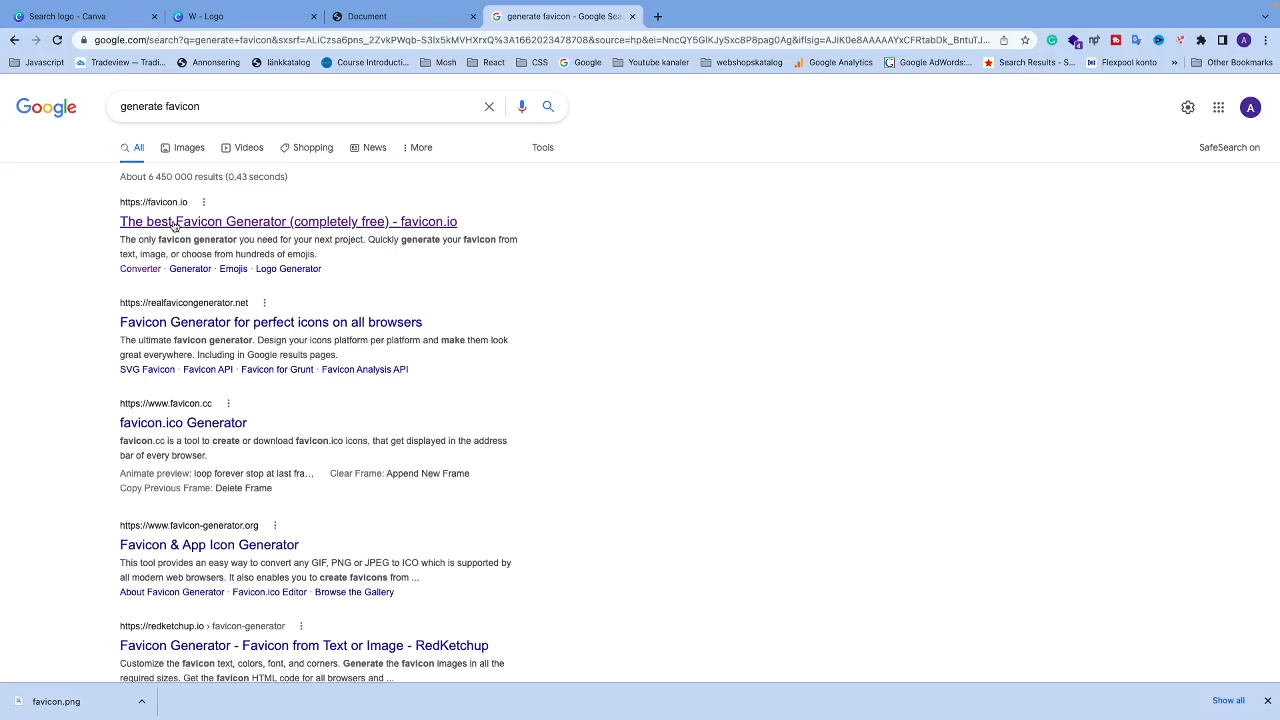 Search logo - Canva
W - Logo
Document
generate favicon - Google Sea
google.com/search?q=generate+favicon&sxsrf=ALiCzsa6pns_2ZvkPWqb-S3Ix5kMVHXrxQ%3A1662023478708&source=hp&ei=NncQY5GIKJySxc8P8pag0Ag&iflsig=AJiK0e8AAAAAYxCFRtabDk_BntuTJ...
Javascript
Tradeview -- Tradi...
Annonsering
länkkatalog
Course Introducti...
Mosh
React
CSS
Google
Youtube kanaler
webshopskatalog
Google Analytics
Google AdWords:...
Search Results - S...
Flexpool konto
»
Other Bookmarks
Google
generate favicon
A
All
Images
Videos
Shopping
News
More
Tools
SafeSearch on
About 6 450 000 results (0,43 seconds)
https://favicon.io
The best Favicon Generator (completely free) - favicon.io
The only favicon generator you need for your next project. Quickly generate your favicon from
text, image, or choose from hundreds of emojis.
Converter · Generator · Emojis · Logo Generator
https://realfavicongenerator.net
Favicon Generator for perfect icons on all browsers
The ultimate favicon generator. Design your icons platform per platform and make them look
great everywhere. Including in Google results pages.
SVG Favicon · Favicon API · Favicon for Grunt · Favicon Analysis API
https://www.favicon.cc
favicon.ico Generator
favicon.cc is a tool to create or download favicon.ico icons, that get displayed in the address
bar of every browser.
Animate preview: loop forever stop at last fra... Clear Frame: Append New Frame
Copy Previous Frame: Delete Frame
https://www.favicon-generator.org
Favicon & App Icon Generator
This tool provides an easy way to convert any GIF, PNG or JPEG to ICO which is supported by
all modern web browsers. It also enables you to create favicons from ...
About Favicon Generator · Favicon.ico Editor · Browse the Gallery
https://redketchup.io › favicon-generator
Favicon Generator - Favicon from Text or Image - RedKetchup
Customize the favicon text, colors, font, and corners. Generate the favicon images in all the
required sizes. Get the favicon HTML code for all browsers and ...
favicon.png
Show all